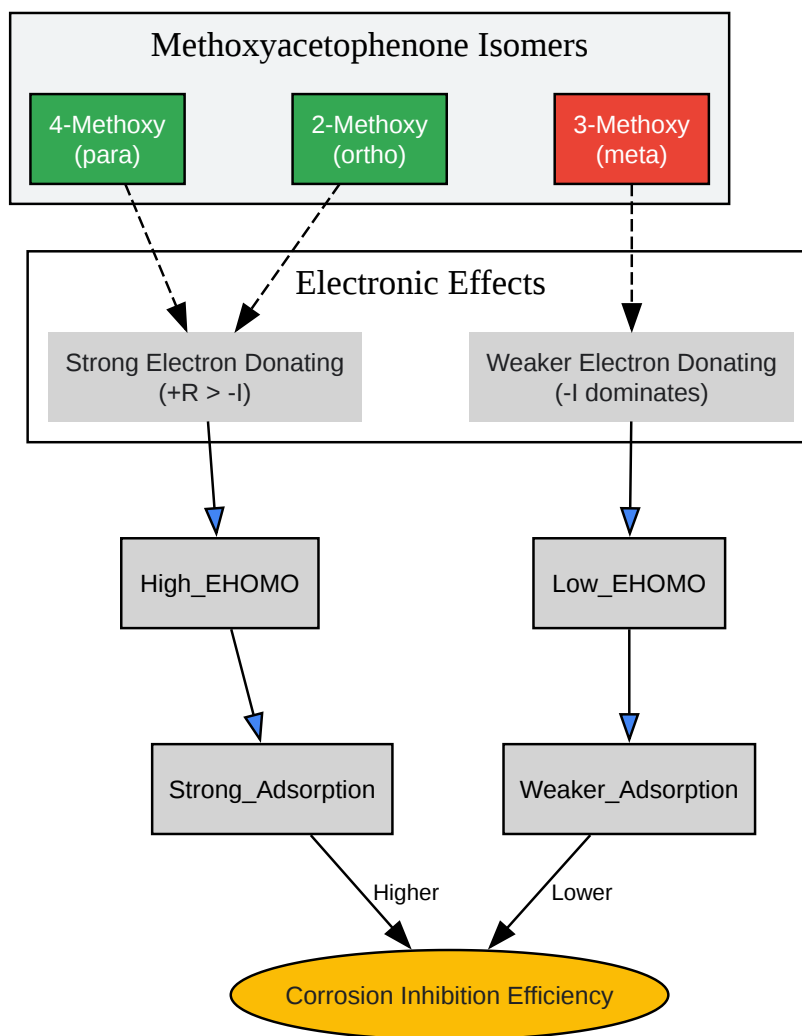 Methoxyacetophenone Isomers
4-Methoxy
(para)
2-Methoxy
(ortho)
3-Methoxy
(meta)
Electronic Effects
Strong Electron Donating
(+R > -I)
Weaker Electron Donating
(-I dominates)
High_EHOMO
Low_EHOMO
Strong_Adsorption
Weaker_Adsorption
Higher
Lower
Corrosion Inhibition Efficiency